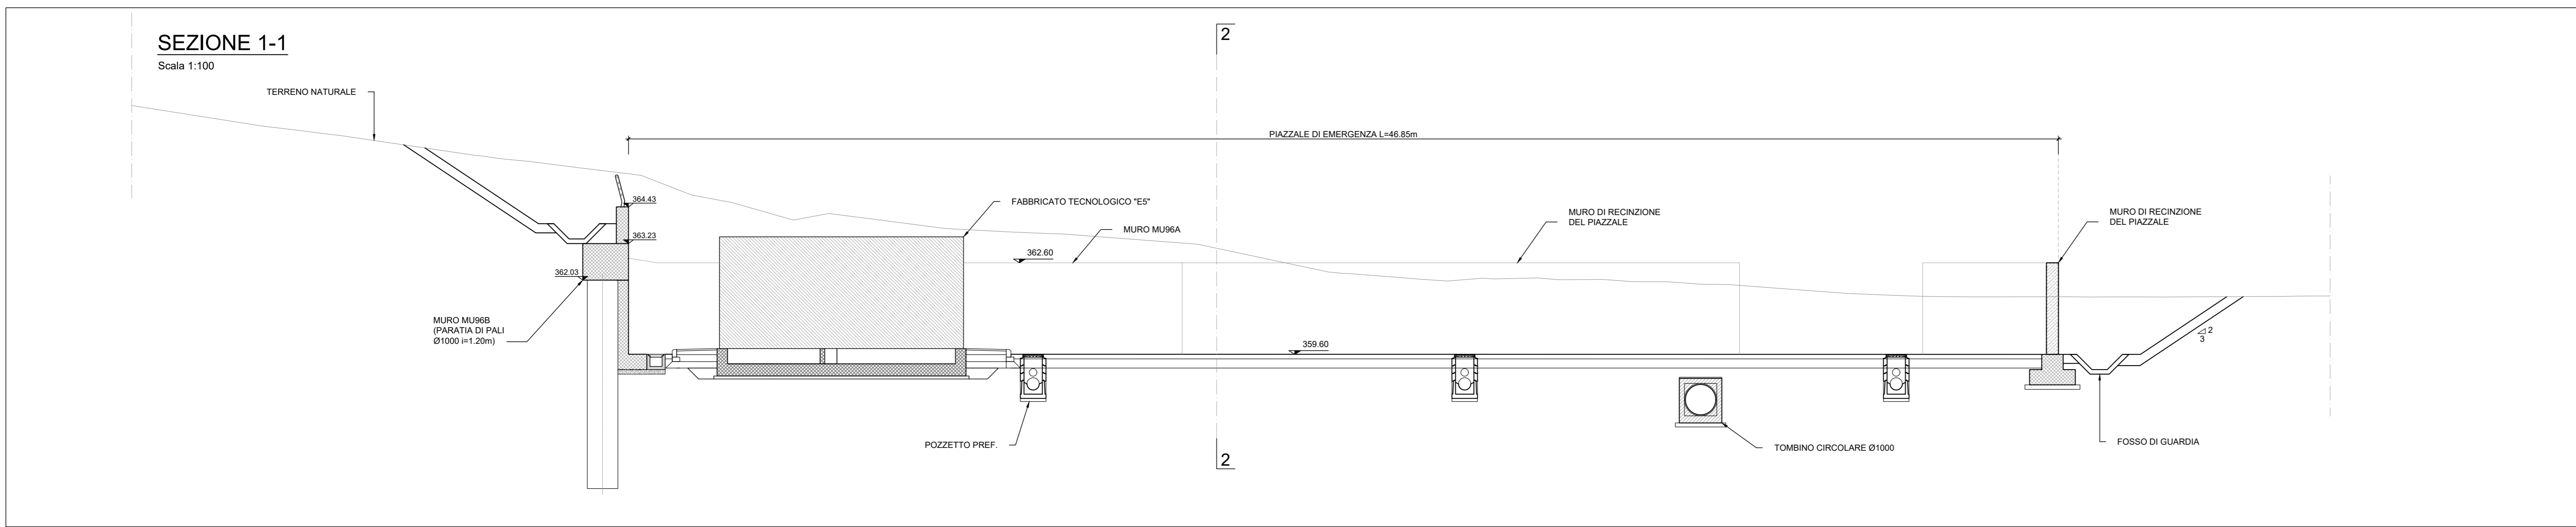 SEZIONE 1-1
Scala 1:100
2
TERRENO NATURALE
PIAZZALE DI EMERGENZA L=46.85m
364.43
363.23
362.03
FABBRICATO TECNOLOGICO "E5"
MURO MU96A
362.60
MURO DI RECINZIONE
DEL PIAZZALE
MURO DI RECINZIONE
DEL PIAZZALE
MURO MU96B
(PARATIA DI PALI
Ø1000 i=1.20m)
359.60
2
3
POZZETTO PREF.
TOMBINO CIRCOLARE Ø1000
FOSSO DI GUARDIA
2